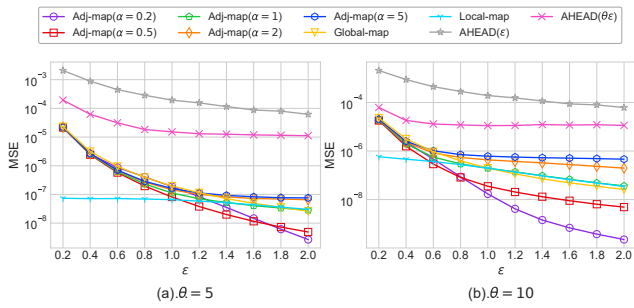 Adj-map(α = 0.2) Adj-map(α = 1) Adj-map(α = 5) Local-map AHEAD(θε)
Adj-map(α = 0.5) Adj-map(α = 2) Global-map AHEAD(ε)
MSE
10⁻³
10⁻⁴
10⁻⁵
10⁻⁶
10⁻⁷
10⁻⁸
0.2 0.4 0.6 0.8 1.0 1.2 1.4 1.6 1.8 2.0
ε
(a).θ = 5
MSE
10⁻⁴
10⁻⁶
10⁻⁸
0.2 0.4 0.6 0.8 1.0 1.2 1.4 1.6 1.8 2.0
ε
(b).θ = 10